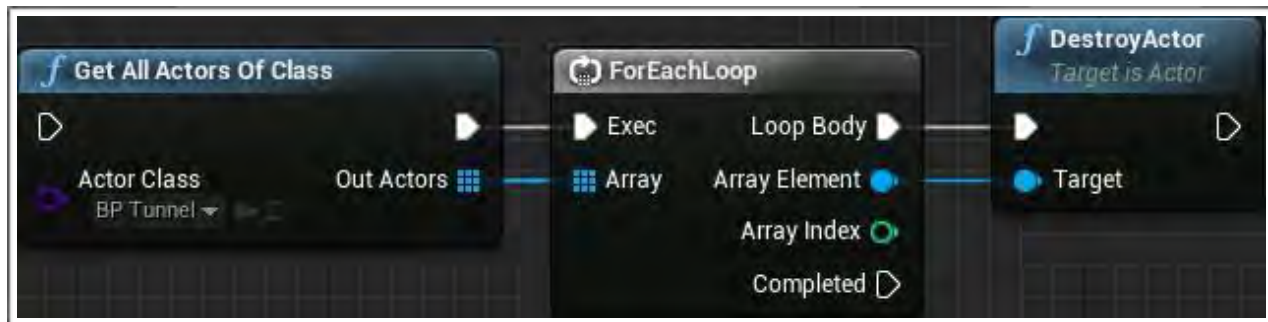 Get All Actors Of Class
Actor Class
BP Tunnel
Out Actors
ForEachLoop
Exec
Loop Body
Array
Array Element
Array Index
Completed
DestroyActor
Target is Actor
Target